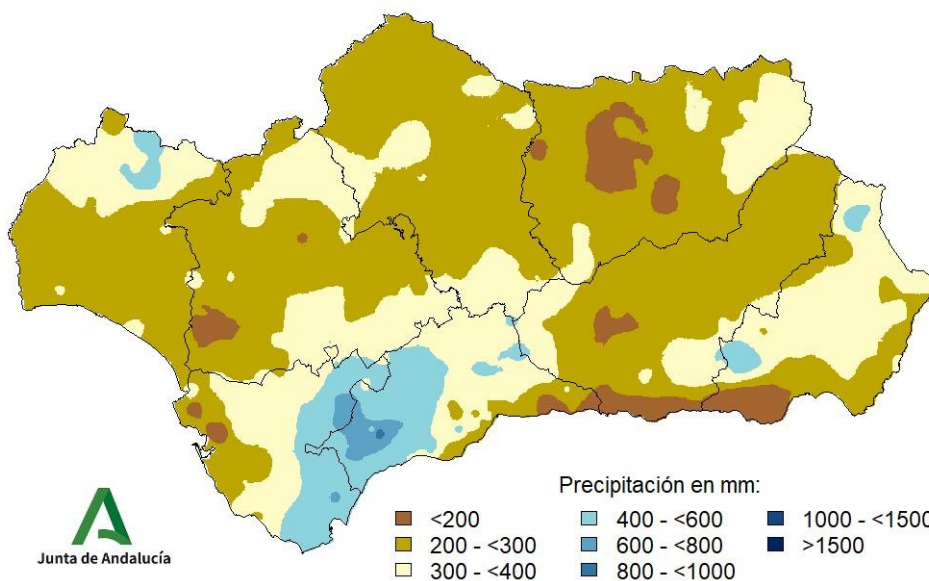 Precipitación en mm:
<200
200 - <300
300 - <400
400 - <600
600 - <800
800 - <1000
1000 - <1500
>1500
Junta de Andalucía